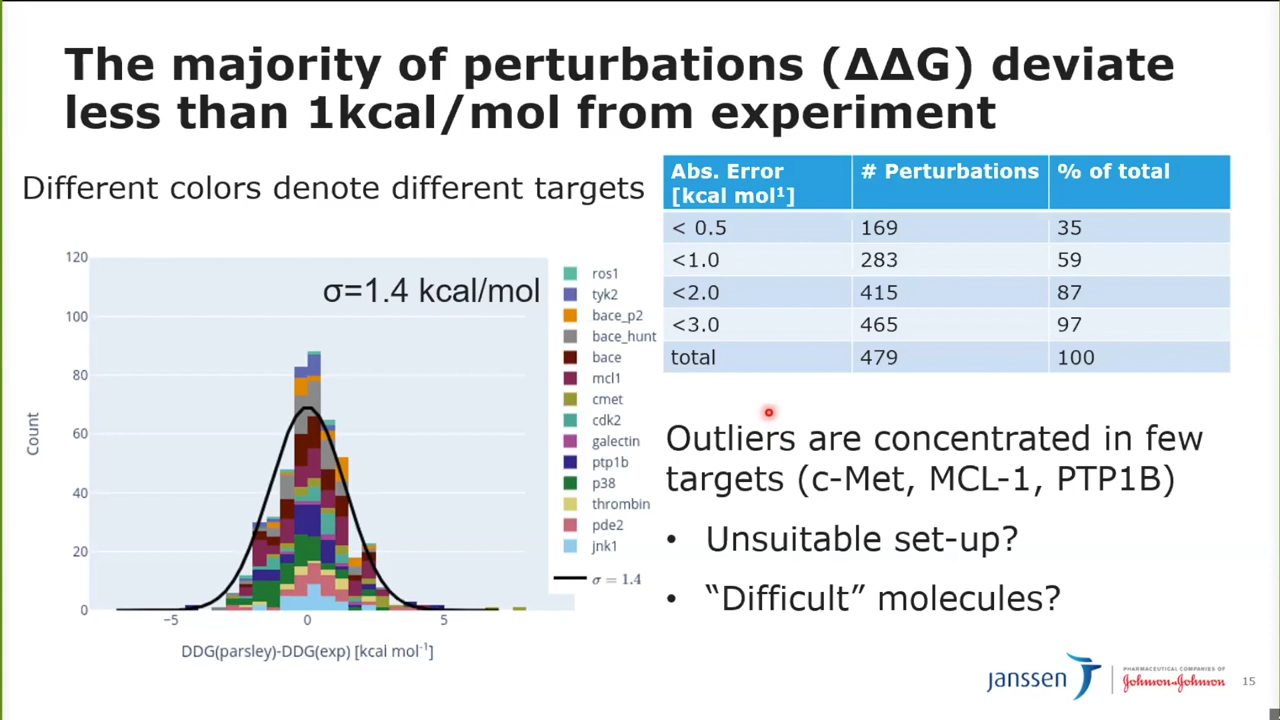 The majority of perturbations (ΔΔG) deviate
less than 1kcal/mol from experiment
Different colors denote different targets
σ=1.4 kcal/mol
120
100
80
60
40
20
0
Count
−5
0
5
DDG(parsley)-DDG(exp) [kcal mol⁻¹]
ros1
tyk2
bace_p2
bace_hunt
bace
mcl1
cmet
cdk2
galectin
ptp1b
p38
thrombin
pde2
jnk1
σ = 1.4
Abs. Error [kcal mol¹] # Perturbations % of total
< 0.5 169 35
<1.0 283 59
<2.0 415 87
<3.0 465 97
total 479 100
Outliers are concentrated in few
targets (c-Met, MCL-1, PTP1B)
• Unsuitable set-up?
• “Difficult” molecules?
janssen
PHARMACEUTICAL COMPANIES OF
Johnson & Johnson
15